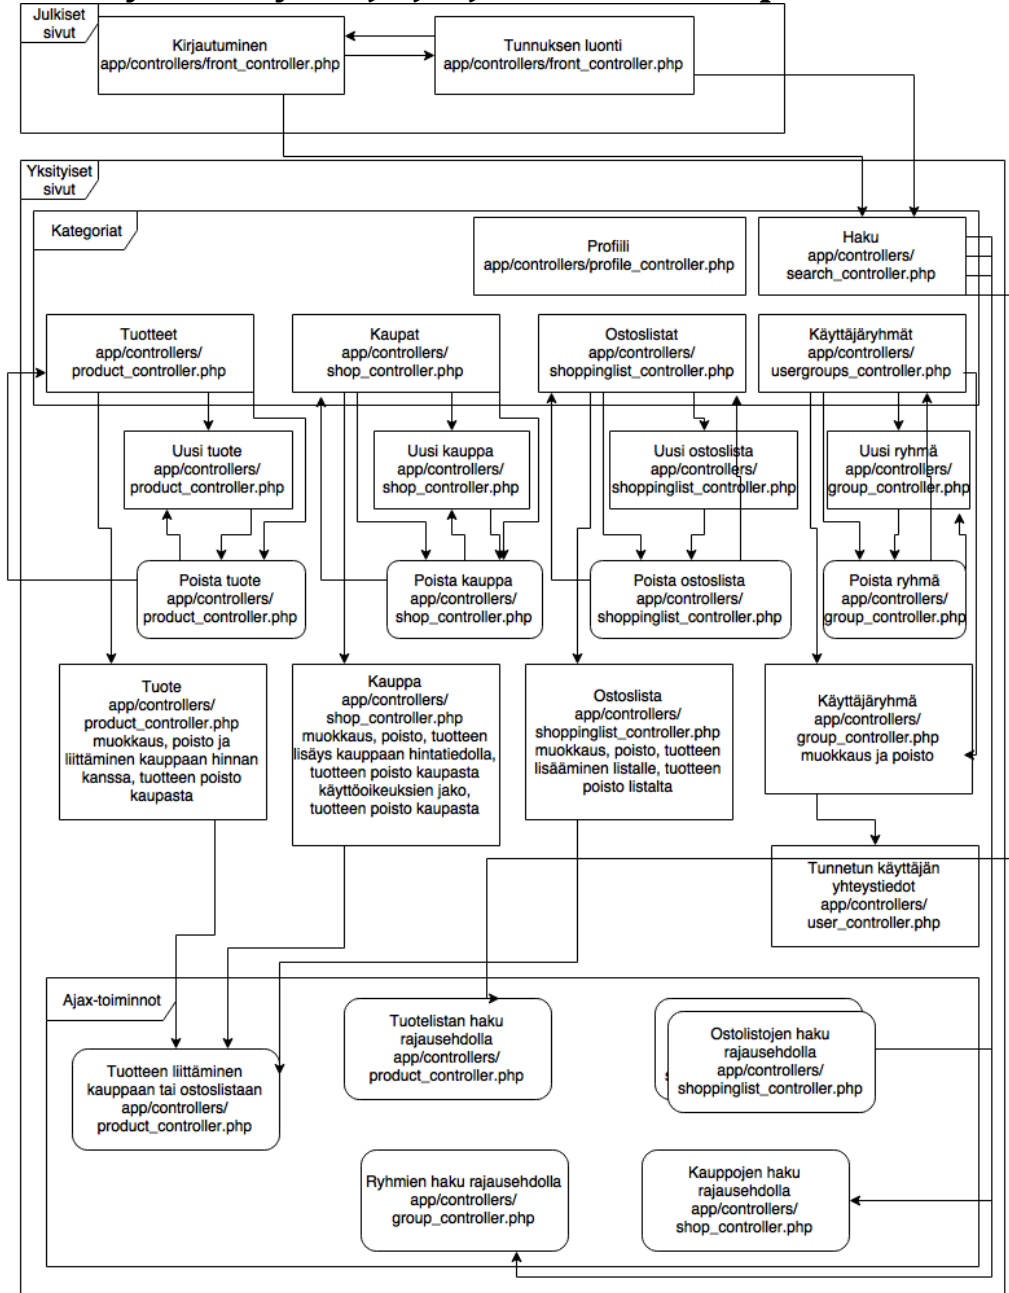 Julkiset
sivut
Kirjautuminen
app/controllers/front_controller.php
Tunnuksen luonti
app/controllers/front_controller.php
Yksityiset
sivut
Kategoriat
Profiili
app/controllers/profile_controller.php
Haku
app/controllers/
search_controller.php
Tuotteet
app/controllers/
product_controller.php
Kaupat
app/controllers/
shop_controller.php
Ostoslistat
app/controllers/
shoppinglist_controller.php
Käyttäjäryhmät
app/controllers/
usergroups_controller.php
Uusi tuote
app/controllers/
product_controller.php
Uusi kauppa
app/controllers/
shop_controller.php
Uusi ostoslista
app/controllers/
shoppinglist_controller.php
Uusi ryhmä
app/controllers/
group_controller.php
Poista tuote
app/controllers/
product_controller.php
Poista kauppa
app/controllers/
shop_controller.php
Poista ostoslista
app/controllers/
shoppinglist_controller.php
Poista ryhmä
app/controllers/
group_controller.php
Tuote
app/controllers/
product_controller.php
muokkaus, poisto ja
liittäminen kauppaan hinnan
kanssa, tuotteen poisto
kaupasta
Kauppa
app/controllers/
shop_controller.php
muokkaus, poisto, tuotteen
lisäys kauppaan hintatiedolla,
tuotteen poisto kaupasta
käyttöoikeuksien jako,
tuotteen poisto kaupasta
Ostoslista
app/controllers/
shoppinglist_controller.php
muokkaus, poisto, tuotteen
lisääminen listalle, tuotteen
poisto listalta
Käyttäjäryhmä
app/controllers/
group_controller.php
muokkaus ja poisto
Tunnetun käyttäjän
yhteystiedot
app/controllers/
user_controller.php
Ajax-toiminnot
Tuotteen liittäminen
kauppaan tai ostoslistaan
app/controllers/
product_controller.php
Tuotelistan haku
rajausehdolla
app/controllers/
product_controller.php
Ostolistojen haku
rajausehdolla
app/controllers/
shoppinglist_controller.php
Ryhmien haku rajausehdolla
app/controllers/
group_controller.php
Kauppojen haku
rajausehdolla
app/controllers/
shop_controller.php